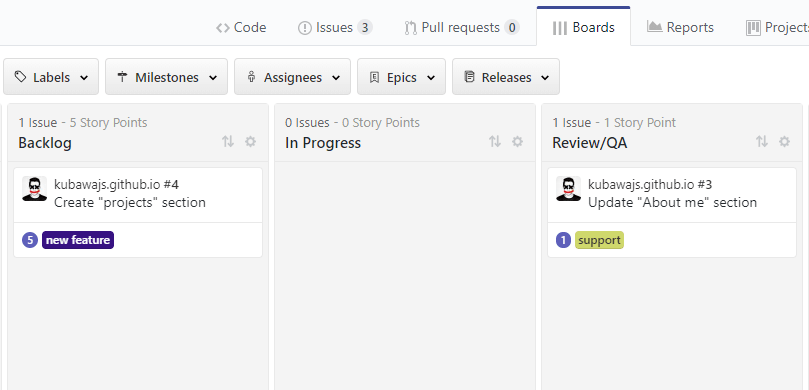 Code Issues 3 Pull requests 0 Boards Reports Projects
Labels Milestones Assignees Epics Releases
1 Issue - 5 Story Points
Backlog
kubawajs.github.io #4
Create "projects" section
5 new feature
0 Issues - 0 Story Points
In Progress
1 Issue - 1 Story Point
Review/QA
kubawajs.github.io #3
Update "About me" section
1 support